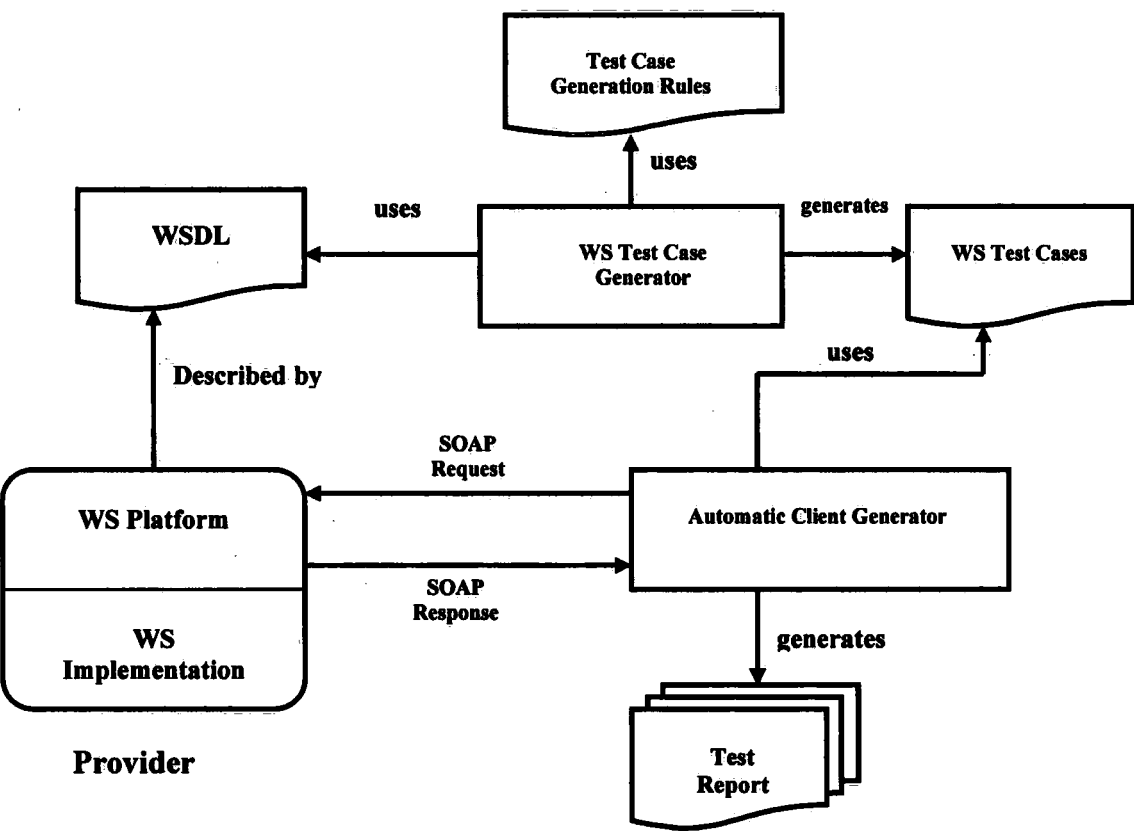 Test Case
Generation Rules
uses
uses
generates
WSDL
WS Test Case
Generator
WS Test Cases
uses
Described by
SOAP
Request
WS Platform
Automatic Client Generator
SOAP
Response
WS
Implementation
generates
Provider
Test
Report